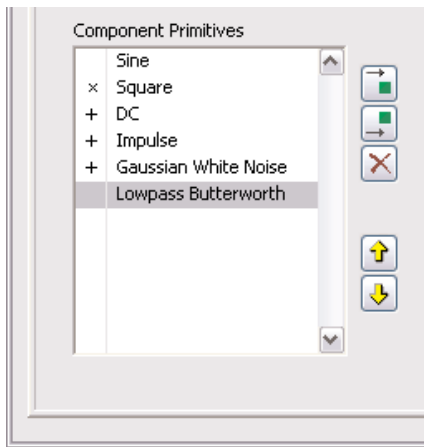 Component Primitives
Sine
× Square
+ DC
+ Impulse
+ Gaussian White Noise
Lowpass Butterworth